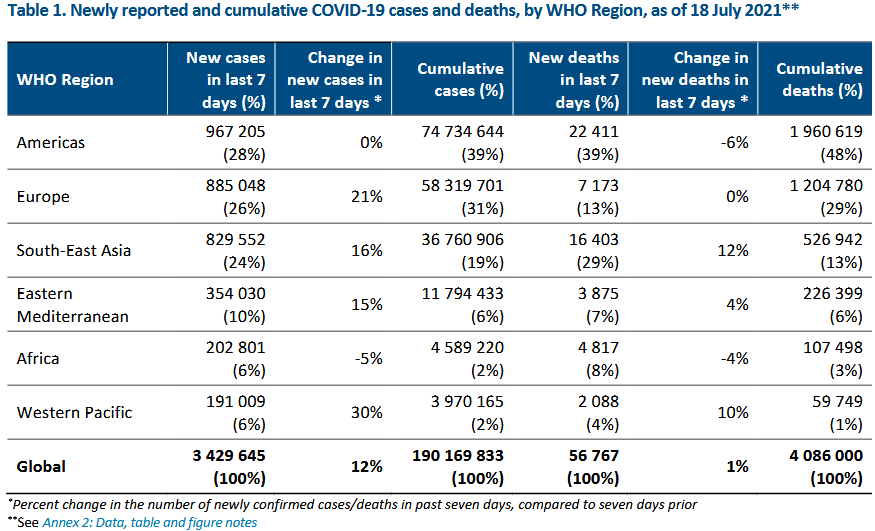 Table 1. Newly reported and cumulative COVID-19 cases and deaths, by WHO Region, as of 18 July 2021**
WHO Region New cases in last 7 days (%) Change in new cases in last 7 days * Cumulative cases (%) New deaths in last 7 days (%) Change in new deaths in last 7 days * Cumulative deaths (%)
Americas 967 205 (28%) 0% 74 734 644 (39%) 22 411 (39%) -6% 1 960 619 (48%)
Europe 885 048 (26%) 21% 58 319 701 (31%) 7 173 (13%) 0% 1 204 780 (29%)
South-East Asia 829 552 (24%) 16% 36 760 906 (19%) 16 403 (29%) 12% 526 942 (13%)
Eastern Mediterranean 354 030 (10%) 15% 11 794 433 (6%) 3 875 (7%) 4% 226 399 (6%)
Africa 202 801 (6%) -5% 4 589 220 (2%) 4 817 (8%) -4% 107 498 (3%)
Western Pacific 191 009 (6%) 30% 3 970 165 (2%) 2 088 (4%) 10% 59 749 (1%)
Global 3 429 645 (100%) 12% 190 169 833 (100%) 56 767 (100%) 1% 4 086 000 (100%)
*Percent change in the number of newly confirmed cases/deaths in past seven days, compared to seven days prior
**See Annex 2: Data, table and figure notes